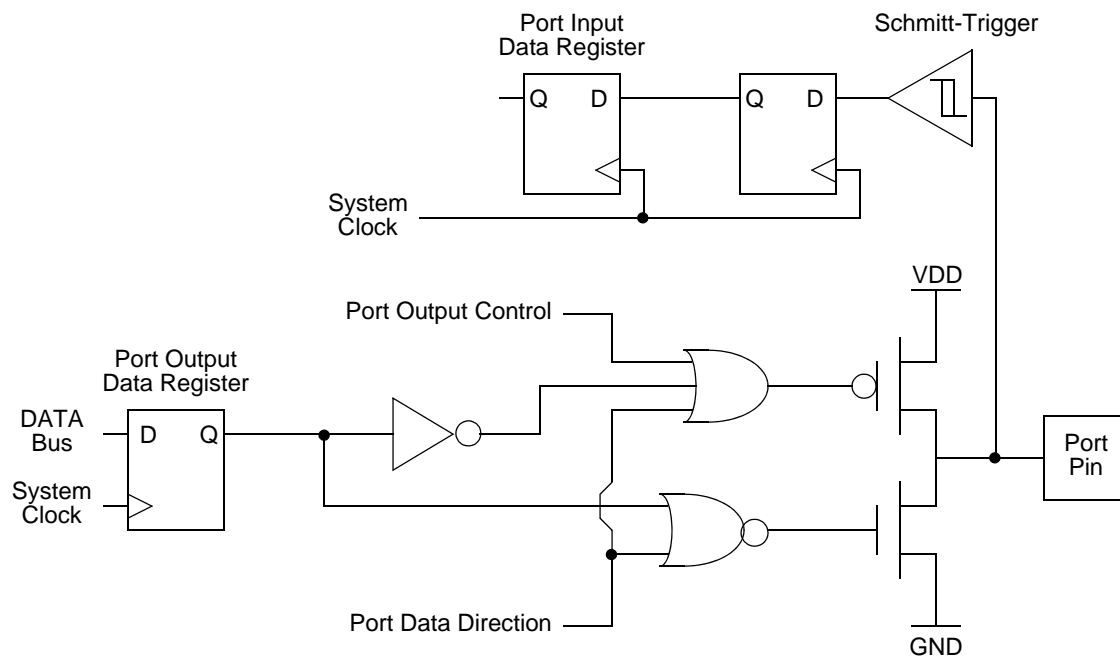 Port Input
Data Register
Schmitt-Trigger
Q D
Q D
System
Clock
VDD
Port Output Control
Port Output
Data Register
DATA
Bus
D Q
System
Clock
Port
Pin
Port Data Direction
GND